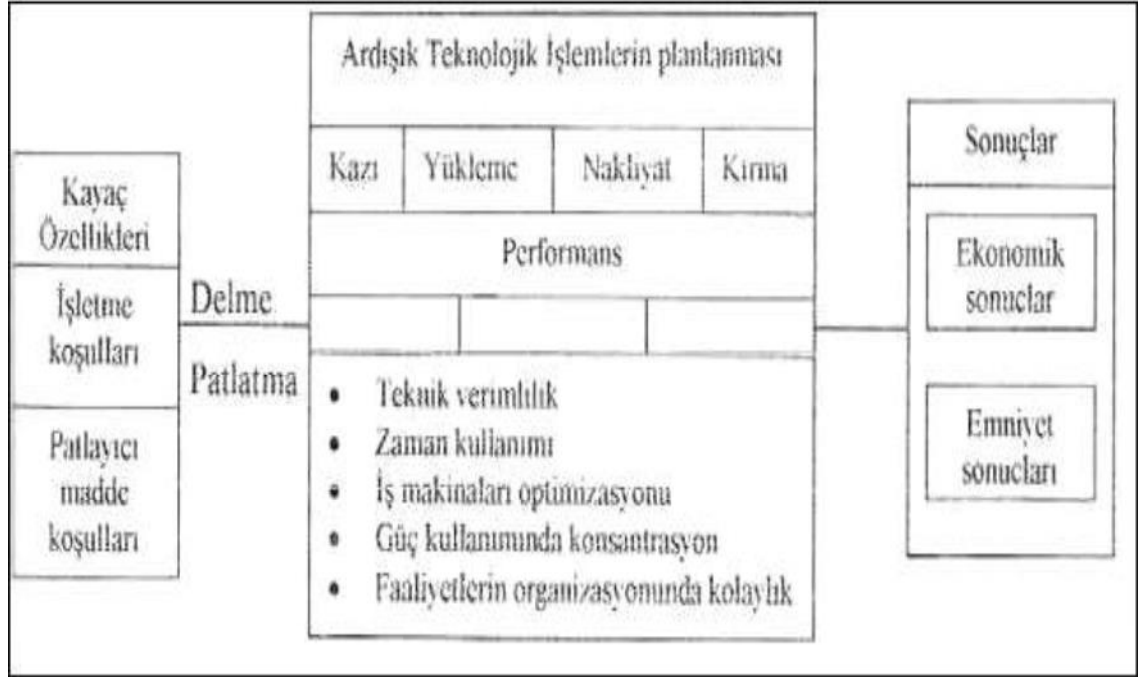 Kayaç
Özellikleri
İşletme
koşulları
Patlayıcı
madde
koşulları
Delme
Patlatma
Ardışık Teknolojik İşlemlerin planlanması
Kazı
Yükleme
Nakliyat
Kırma
Performans
• Teknik verimlilik
• Zaman kullanımı
• İş makinaları optimizasyonu
• Güç kullanımında konsantrasyon
• Faaliyetlerin organizasyonunda kolaylık
Sonuçlar
Ekonomik
sonuclar
Emniyet
sonucları